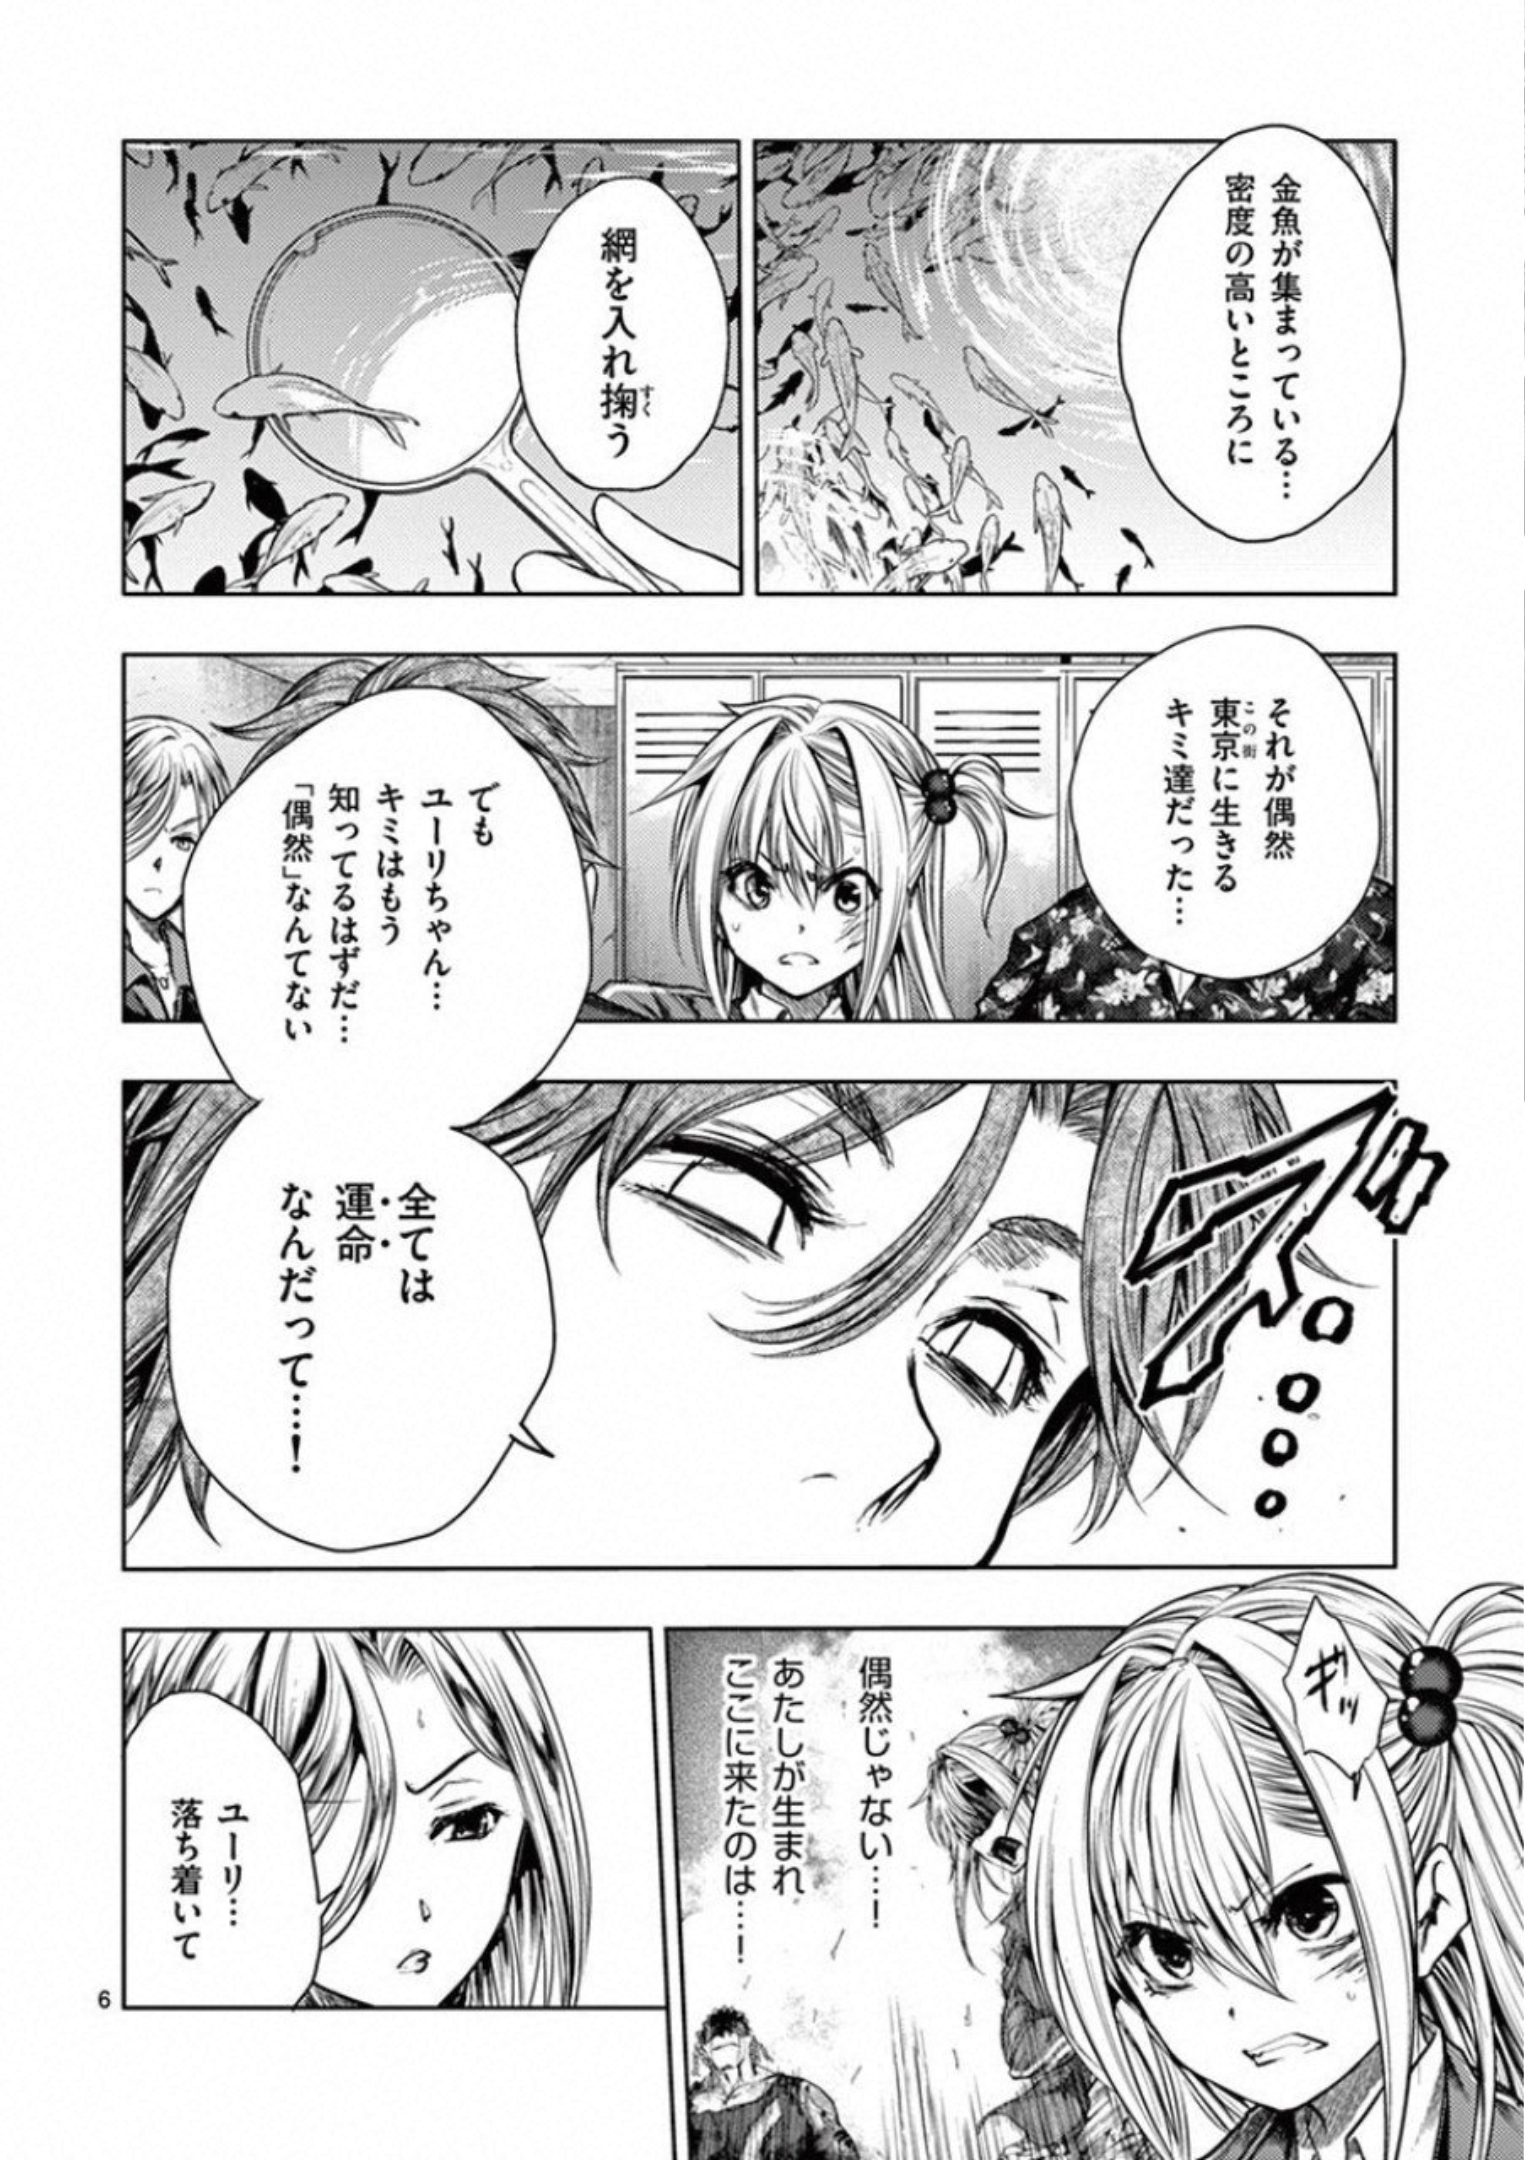 金魚が集まっている…
密度の高いところに
網を入れ掬う
すく
それが偶然
東京に生きる
この街
キミ達だった…
でも
ユーリちゃん…
キミはもう
知ってるはずだ…
「偶然」なんてない
全ては
運命
なんだって……!
ズ
ギッ
偶然じゃない……!
あたしが生まれ
ここに来たのは……!
ユーリ…
落ち着いて
6